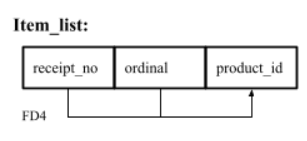 Item_list:
receipt_no ordinal product_id
FD4